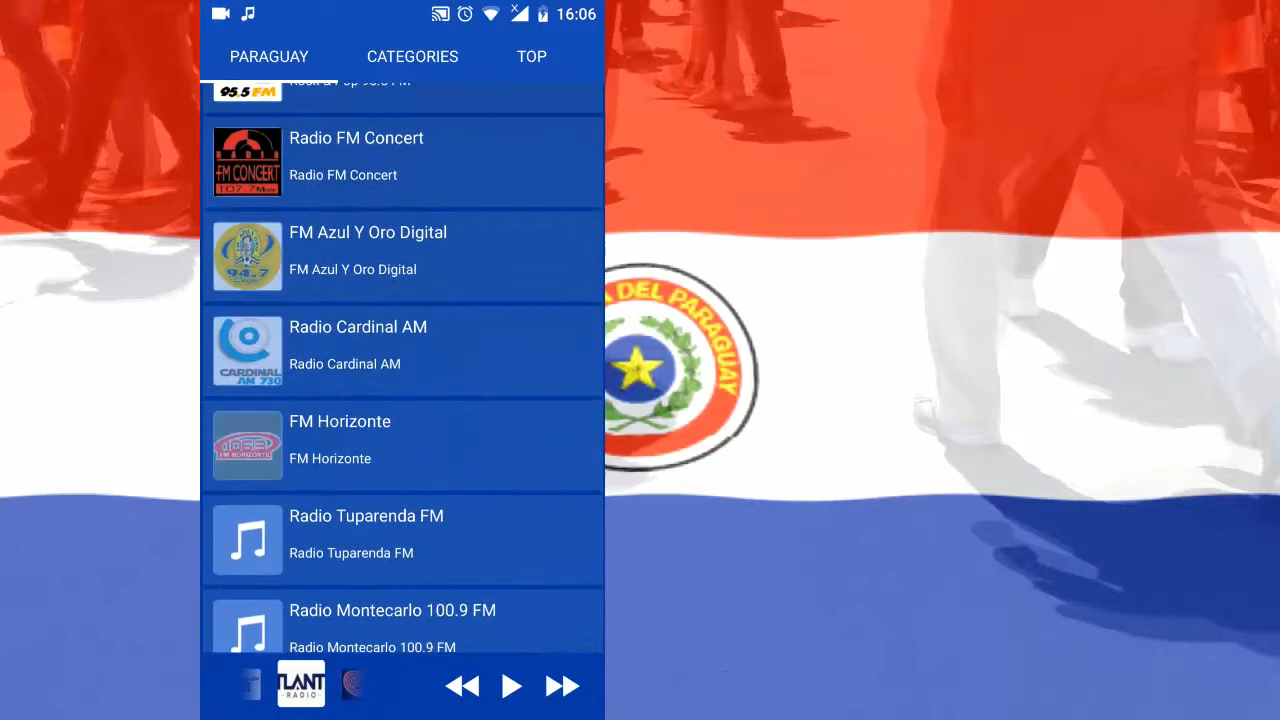 16:06
PARAGUAY
CATEGORIES
TOP
95.5 FM
Radio FM Concert
Radio FM Concert
RADIO
FM CONCERT
107.7 Mhz
FM Azul Y Oro Digital
FM Azul Y Oro Digital
94.7
Radio Cardinal AM
Radio Cardinal AM
CARDINAL
AM 730
FM Horizonte
FM Horizonte
FM HORIZONTE
Radio Tuparenda FM
Radio Tuparenda FM
Radio Montecarlo 100.9 FM
Radio Montecarlo 100.9 FM
TLANT
RADIO
DEL PARAGUAY